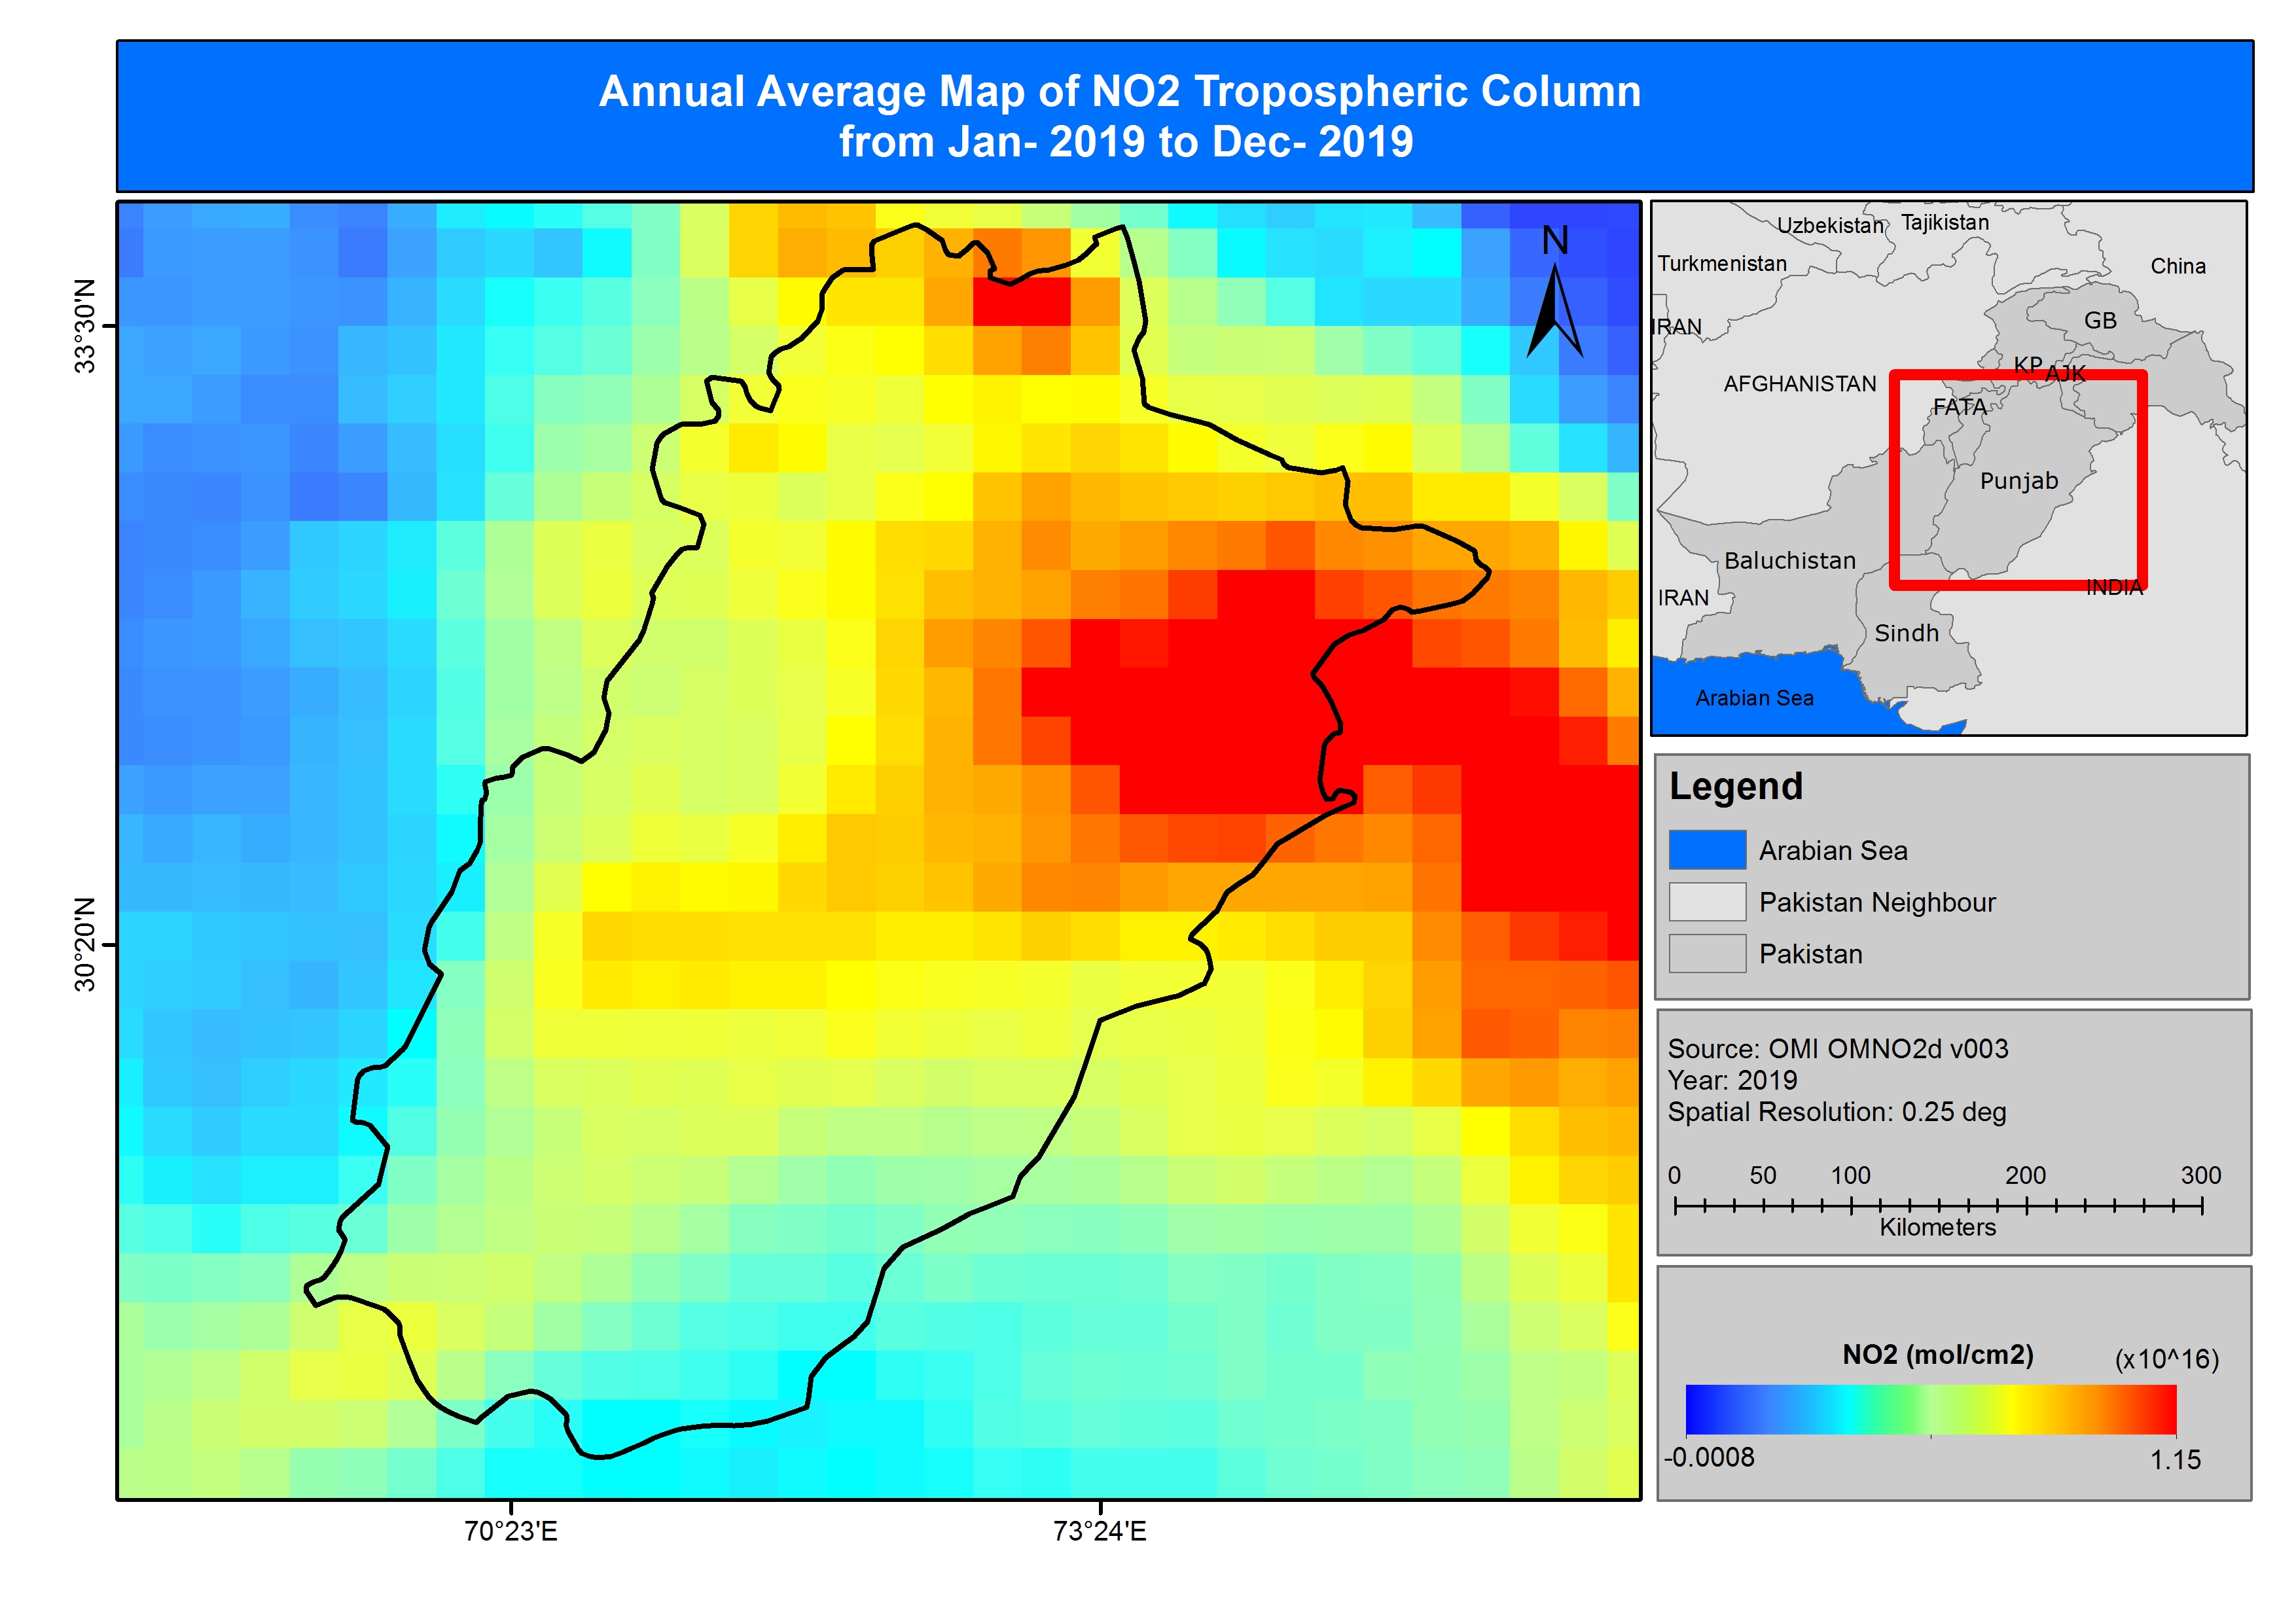 Annual Average Map of NO2 Tropospheric Column
from Jan- 2019 to Dec- 2019
33°30'N
30°20'N
70°23'E
73°24'E
N
Uzbekistan
Tajikistan
Turkmenistan
China
IRAN
GB
KP
AJK
AFGHANISTAN
FATA
Punjab
Baluchistan
INDIA
IRAN
Sindh
Arabian Sea
Legend
Arabian Sea
Pakistan Neighbour
Pakistan
Source: OMI OMNO2d v003
Year: 2019
Spatial Resolution: 0.25 deg
0 50 100 200 300
Kilometers
NO2 (mol/cm2) (x10^16)
-0.0008 1.15